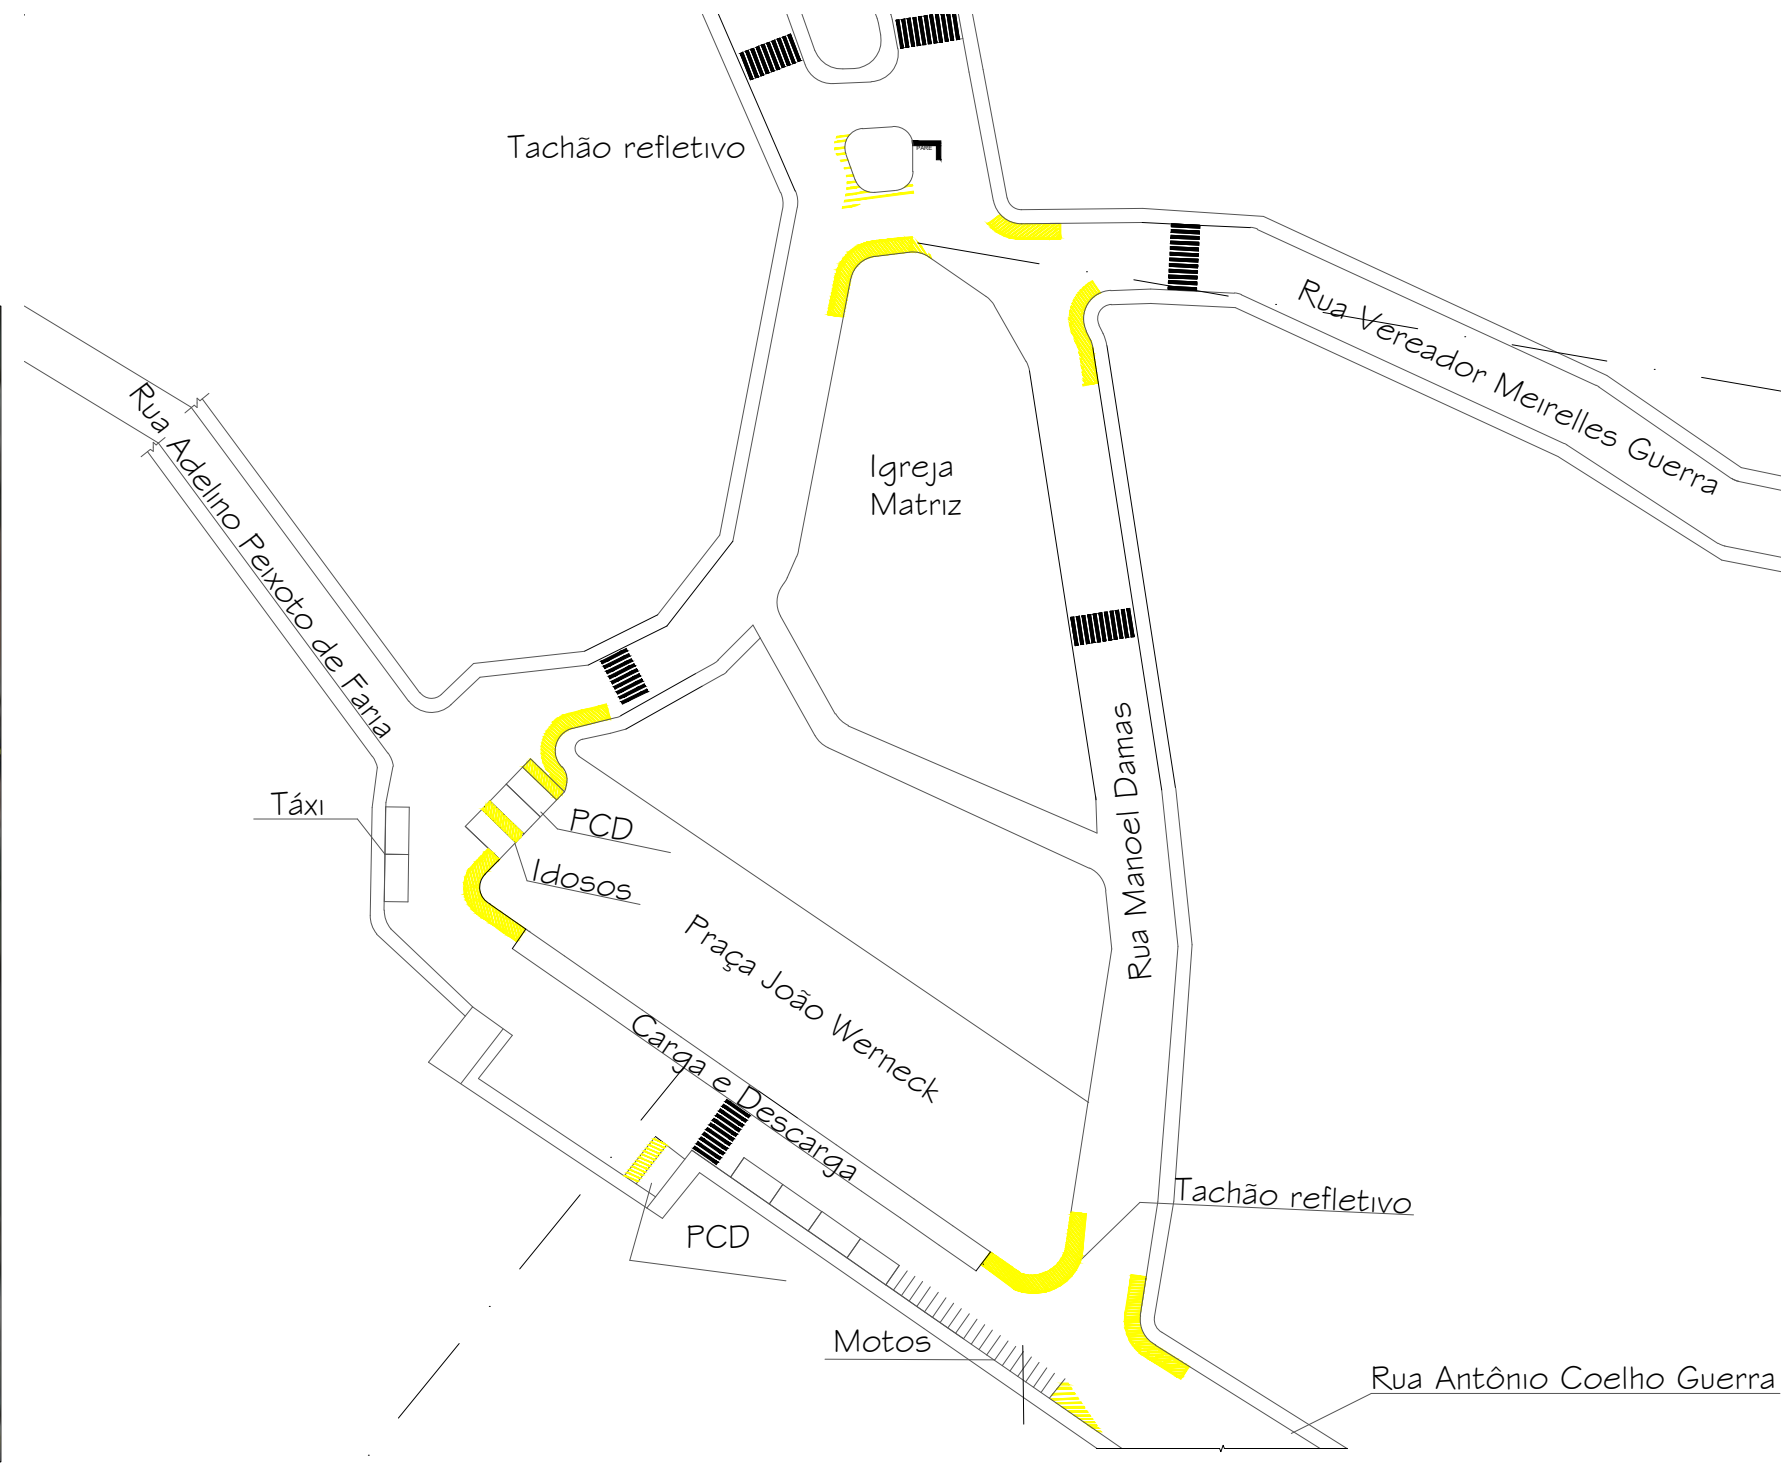 Tachão refletivo
PARE
Rua Vereador Meirelles Guerra
Rua Adelino Peixoto de Faria
Igreja
Matriz
Rua Manoel Damas
Táxi
PCD
Idosos
Praça João Werneck
Carga e Descarga
Tachão refletivo
PCD
Motos
Rua Antônio Coelho Guerra